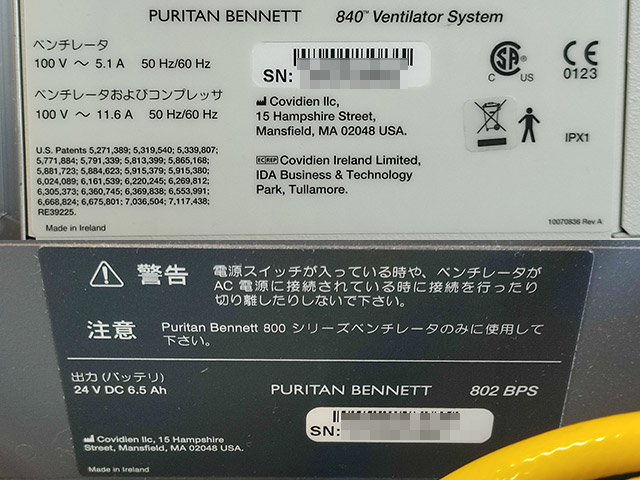 PURITAN BENNETT 840™ Ventilator System
ベンチレータ
100 V ～ 5.1 A 50 Hz/60 Hz
ベンチレータおよびコンプレッサ
100 V ～ 11.6 A 50 Hz/60 Hz
U.S. Patents 5,271,389; 5,319,540; 5,339,807;
5,771,884; 5,791,339; 5,813,399; 5,865,168;
5,881,723; 5,884,623; 5,915,379; 5,915,380;
6,024,089; 6,161,539; 6,220,245; 6,269,812;
6,305,373; 6,360,745; 6,369,838; 6,553,991;
6,668,824; 6,675,801; 7,036,504; 7,117,438;
RE39225.
Made in Ireland
SN:
Covidien llc,
15 Hampshire Street,
Mansfield, MA 02048 USA.
EC REP Covidien Ireland Limited,
IDA Business & Technology
Park, Tullamore.
C SA US
CE
0123
IPX1
10070836 Rev A
警告 電源スイッチが入っている時や、ベンチレータが
AC 電源に接続されている時に接続を行ったり
切り離したりしないで下さい。
注意 Puritan Bennett 800 シリーズベンチレータのみに使用して
下さい。
出力 (バッテリ)
24 V DC 6.5 Ah
PURITAN BENNETT 802 BPS
SN:
Covidien llc, 15 Hampshire
Street, Mansfield, MA 02048 USA.
Made in Ireland